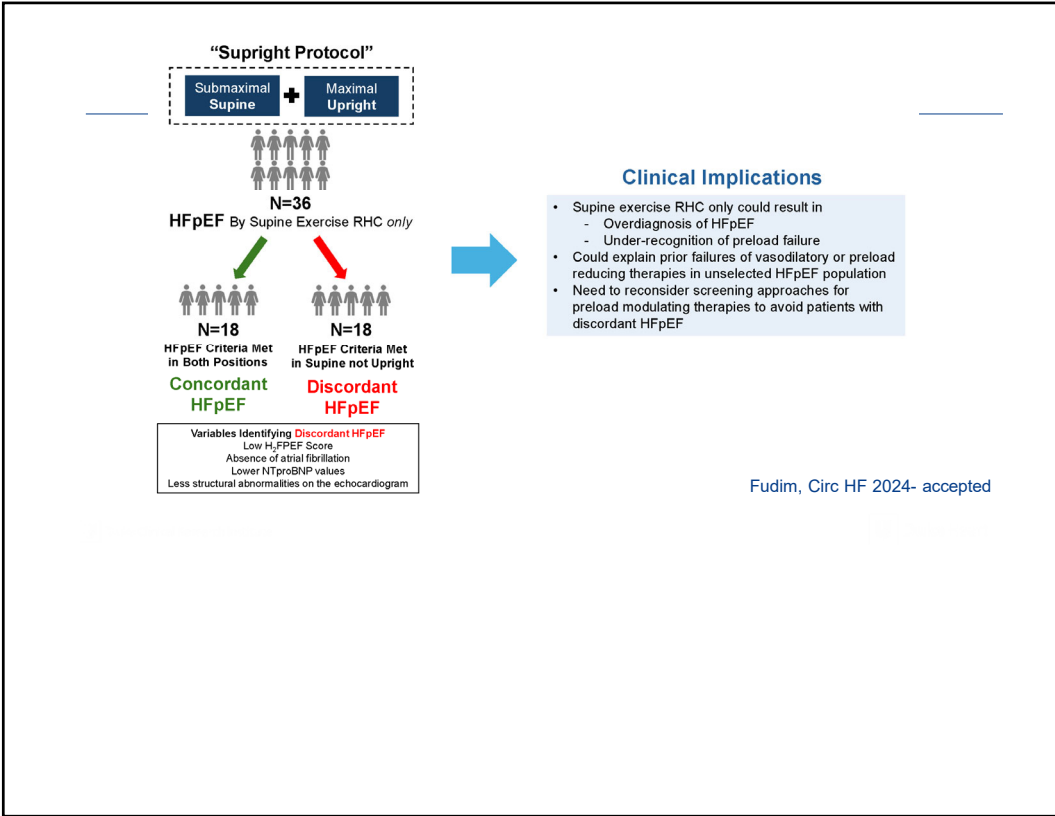 “Supright Protocol”
Submaximal
Supine
Maximal
Upright
N=36
HFpEF By Supine Exercise RHC only
N=18
HFpEF Criteria Met
in Both Positions
Concordant
HFpEF
N=18
HFpEF Criteria Met
in Supine not Upright
Discordant
HFpEF
Variables Identifying Discordant HFpEF
Low H₂FPEF Score
Absence of atrial fibrillation
Lower NTproBNP values
Less structural abnormalities on the echocardiogram
Clinical Implications
• Supine exercise RHC only could result in
- Overdiagnosis of HFpEF
- Under-recognition of preload failure
• Could explain prior failures of vasodilatory or preload
reducing therapies in unselected HFpEF population
• Need to reconsider screening approaches for
preload modulating therapies to avoid patients with
discordant HFpEF
Fudim, Circ HF 2024- accepted